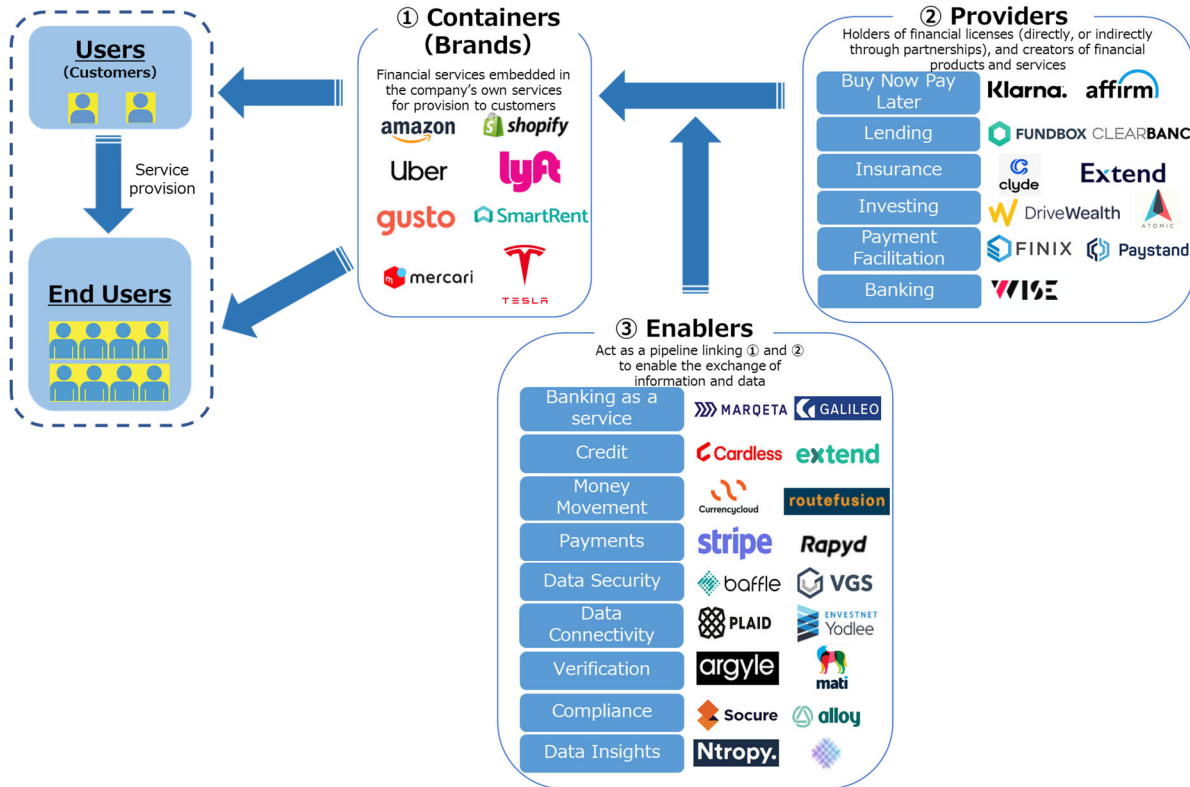 Users
(Customers)
Service
provision
End Users
① Containers
(Brands)
Financial services embedded in
the company's own services
for provision to customers
amazon
shopify
Uber
lyft
gusto
SmartRent
mercari
TESLA
② Providers
Holders of financial licenses (directly, or indirectly
through partnerships), and creators of financial
products and services
Buy Now Pay
Later
Klarna.
affirm
Lending
FUNDBOX
CLEARBANC
Insurance
clyde
Extend
Investing
DriveWealth
ATOMIC
Payment
Facilitation
FINIX
Paystand
Banking
WISE
③ Enablers
Act as a pipeline linking ① and ②
to enable the exchange of
information and data
Banking as a
service
MARQETA
GALILEO
Credit
Cardless
extend
Money
Movement
Currencycloud
routefusion
Payments
stripe
Rapyd
Data Security
baffle
VGS
Data
Connectivity
PLAID
ENVESTNET
Yodlee
Verification
argyle
mati
Compliance
Socure
alloy
Data Insights
Ntropy.